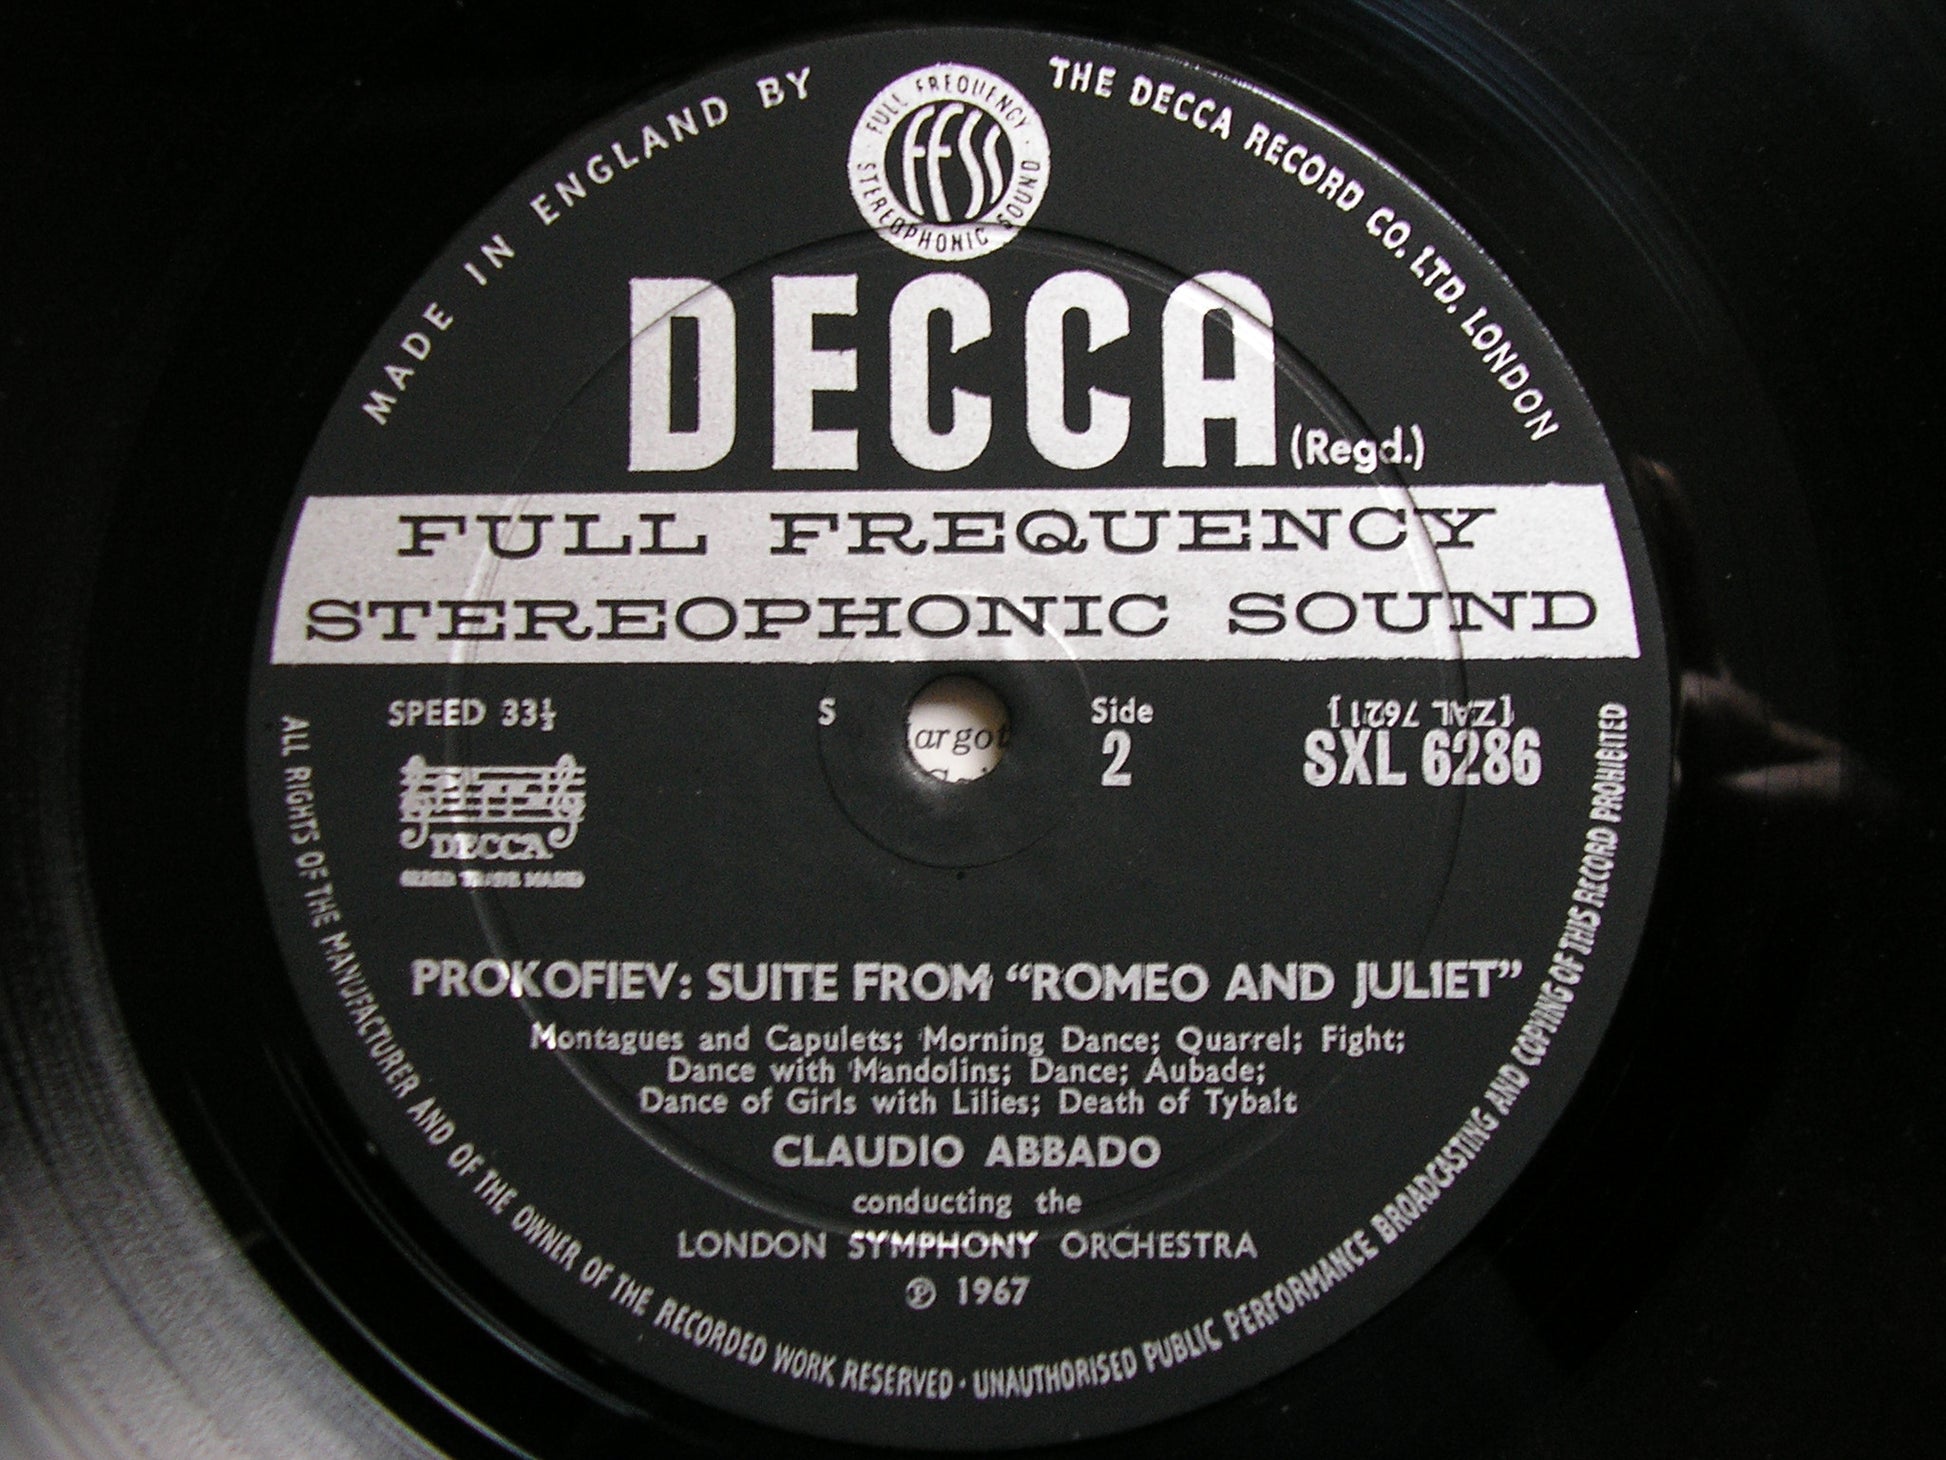 MADE IN ENGLAND BY
THE DECCA RECORD CO. LTD. LONDON
FULL FREQUENCY
STEREOPHONIC SOUND
FFSS
DECCA (Regd.)
FULL FREQUENCY
STEREOPHONIC SOUND
SPEED 33⅓
S
Side
2
[ZAL 7621]
SXL 6286
argot
DECCA
PROKOFIEV: SUITE FROM “ROMEO AND JULIET”
Montagues and Capulets; Morning Dance; Quarrel; Fight;
Dance with Mandolins; Dance; Aubade;
Dance of Girls with Lilies; Death of Tybalt
CLAUDIO ABBADO
conducting the
LONDON SYMPHONY ORCHESTRA
℗ 1967
ALL RIGHTS OF THE MANUFACTURER AND OF THE OWNER OF THE RECORDED WORK RESERVED · UNAUTHORISED PUBLIC PERFORMANCE BROADCASTING AND COPYING OF THIS RECORD PROHIBITED